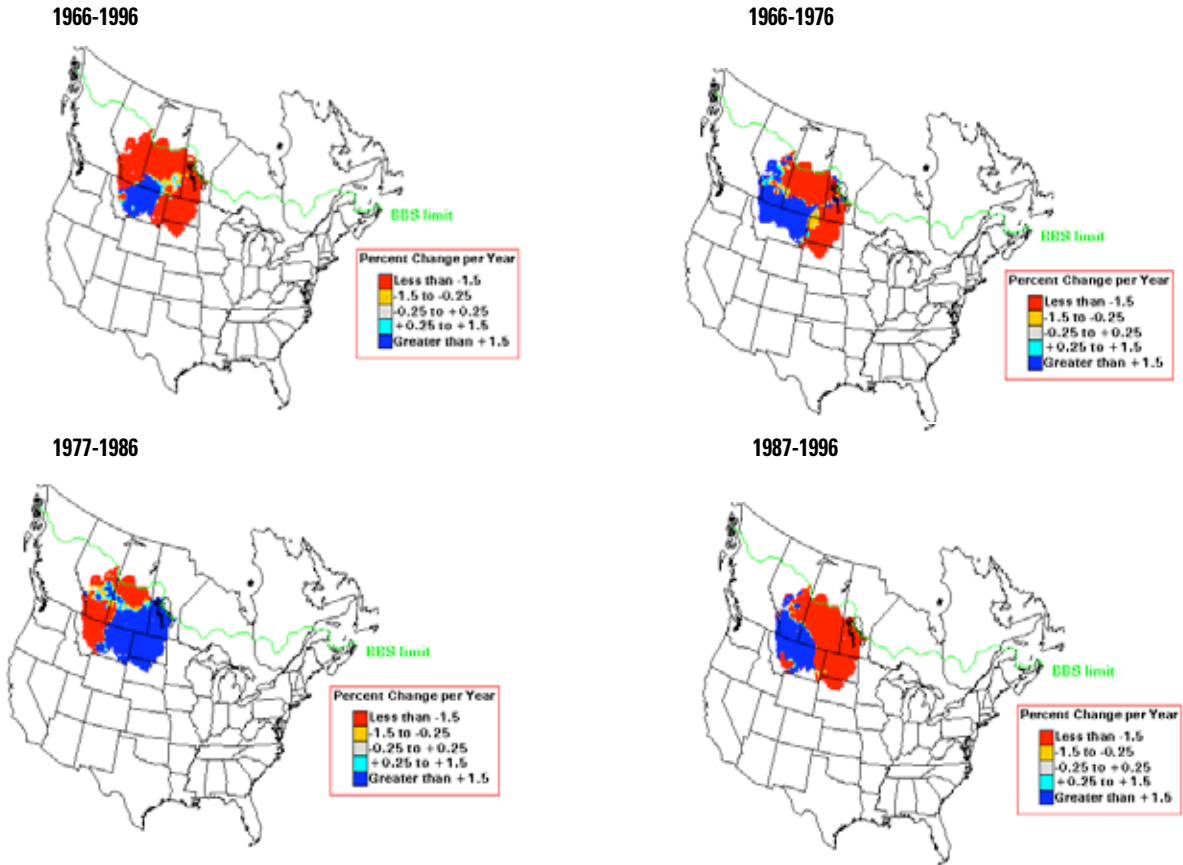 1966-1996
BBS limit
Percent Change per Year
Less than -1.5
-1.5 to -0.25
-0.25 to +0.25
+0.25 to +1.5
Greater than +1.5
1966-1976
BBS limit
Percent Change per Year
Less than -1.5
-1.5 to -0.25
-0.25 to +0.25
+0.25 to +1.5
Greater than +1.5
1977-1986
BBS limit
Percent Change per Year
Less than -1.5
-1.5 to -0.25
-0.25 to +0.25
+0.25 to +1.5
Greater than +1.5
1987-1996
BBS limit
Percent Change per Year
Less than -1.5
-1.5 to -0.25
-0.25 to +0.25
+0.25 to +1.5
Greater than +1.5